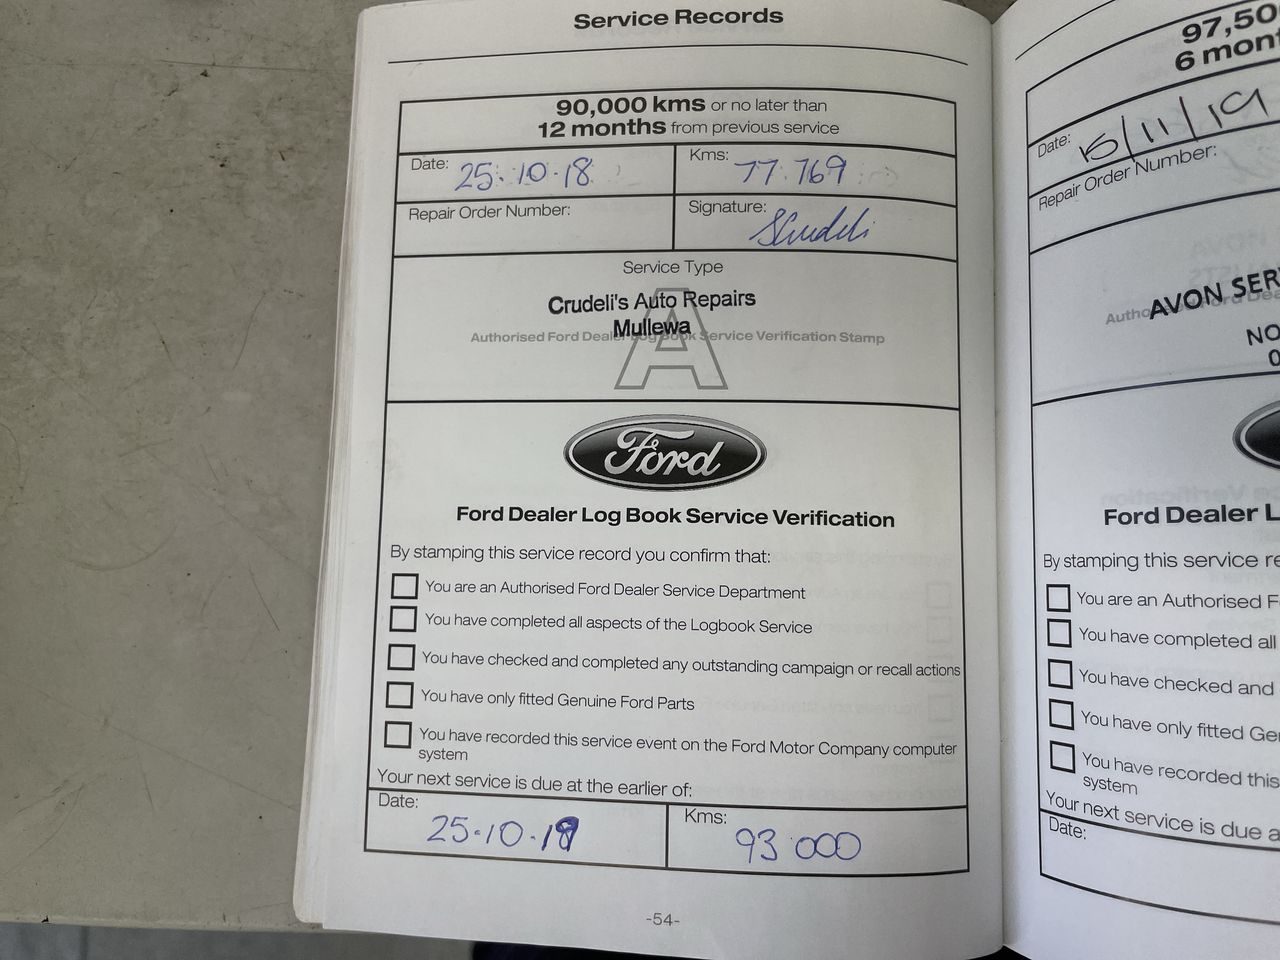 Service Records
90,000 kms or no later than
12 months from previous service
Date: 25.10.18
Kms: 77.769
Repair Order Number:
Signature: SCrudeli
Service Type
Crudeli's Auto Repairs
Mullewa
Authorised Ford Dealer Log Book Service Verification Stamp
A
Ford
Ford Dealer Log Book Service Verification
By stamping this service record you confirm that:
You are an Authorised Ford Dealer Service Department
You have completed all aspects of the Logbook Service
You have checked and completed any outstanding campaign or recall actions
You have only fitted Genuine Ford Parts
You have recorded this service event on the Ford Motor Company computer
system
Your next service is due at the earlier of:
Date: 25.10.19
Kms: 93 000
-54-
97,50
6 mont
Date: 15/11/19
Repair Order Number:
AVON SER
Autho
NO
0
Ford Dealer L
By stamping this service re
You are an Authorised F
You have completed all
You have checked and
You have only fitted Ge
You have recorded this
system
Your next service is due a
Date: